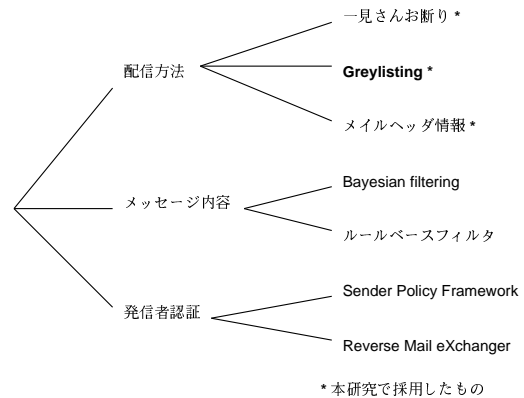 配信方法
一見さんお断り *
Greylisting *
メイルヘッダ情報 *
メッセージ内容
Bayesian filtering
ルールベースフィルタ
発信者認証
Sender Policy Framework
Reverse Mail eXchanger
* 本研究で採用したもの